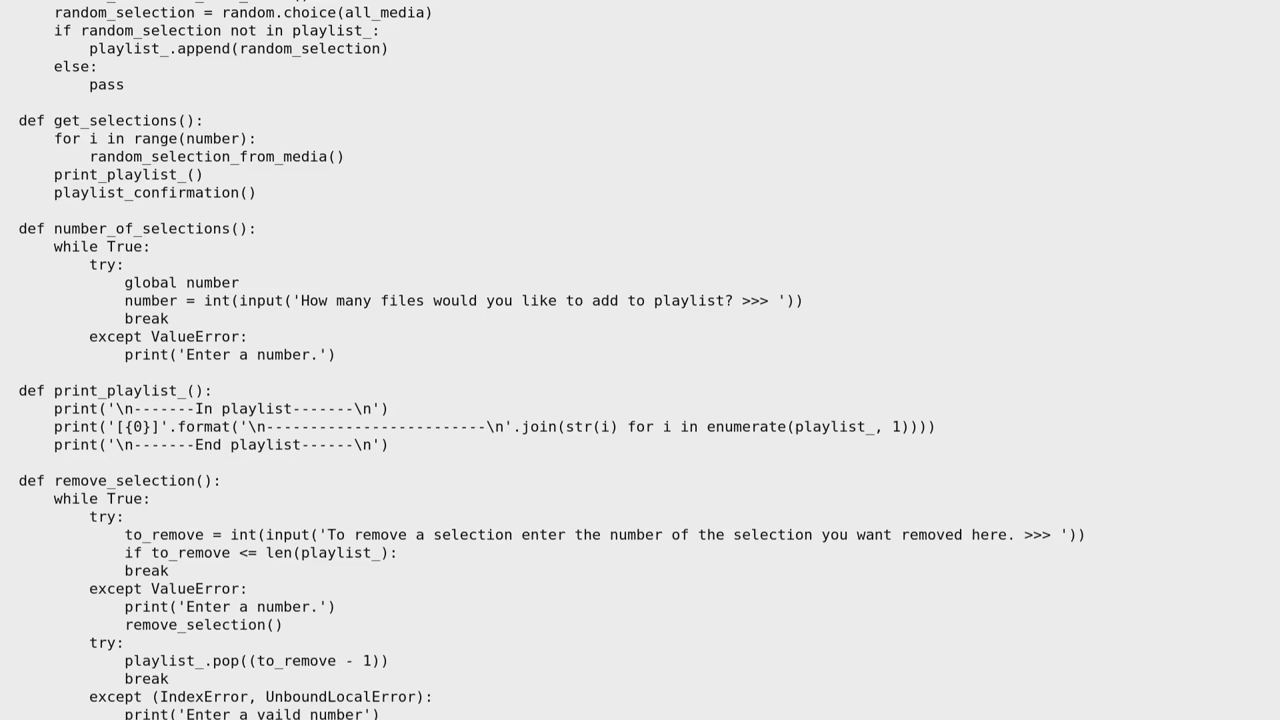 random_selection = random.choice(all_media)
    if random_selection not in playlist_:
        playlist_.append(random_selection)
    else:
        pass

def get_selections():
    for i in range(number):
        random_selection_from_media()
    print_playlist_()
    playlist_confirmation()

def number_of_selections():
    while True:
        try:
            global number
            number = int(input('How many files would you like to add to playlist? >>> '))
            break
        except ValueError:
            print('Enter a number.')

def print_playlist_():
    print('\n-------In playlist-------\n')
    print('[{0}]'.format('\n-------------------------\n'.join(str(i) for i in enumerate(playlist_, 1))))
    print('\n-------End playlist------\n')

def remove_selection():
    while True:
        try:
            to_remove = int(input('To remove a selection enter the number of the selection you want removed here. >>> '))
            if to_remove <= len(playlist_):
            break
        except ValueError:
            print('Enter a number.')
            remove_selection()
        try:
            playlist_.pop((to_remove - 1))
            break
        except (IndexError, UnboundLocalError):
            print('Enter a vaild number')